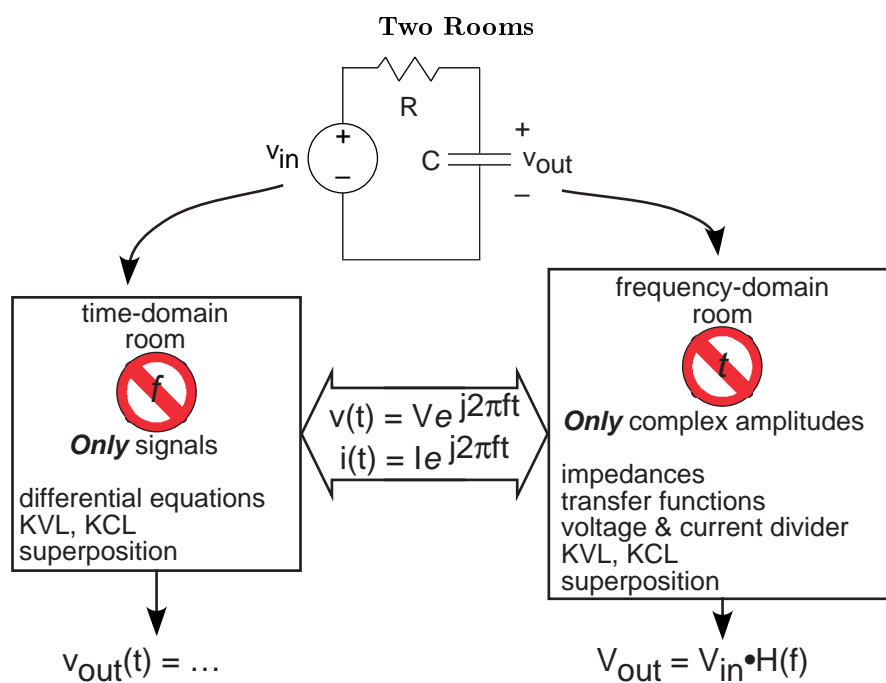 Two Rooms
R
+
–
v_in
C
+
v_out
–
time-domain
room
f
Only signals
differential equations
KVL, KCL
superposition
v(t) = Ve^j2πft
i(t) = Ie^j2πft
frequency-domain
room
t
Only complex amplitudes
impedances
transfer functions
voltage & current divider
KVL, KCL
superposition
v_out(t) = …
V_out = V_in•H(f)